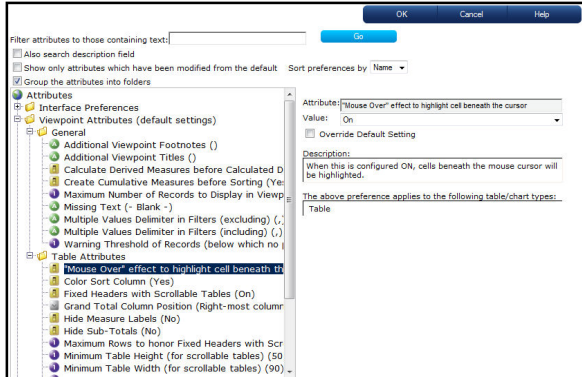 OK Cancel Help
Filter attributes to those containing text: Go
Also search description field
Show only attributes which have been modified from the default Sort preferences by Name
Group the attributes into folders
Attributes
Interface Preferences
Viewpoint Attributes (default settings)
General
Additional Viewpoint Footnotes ()
Additional Viewpoint Titles ()
Calculate Derived Measures before Calculated D
Create Cumulative Measures before Sorting (Yes
Maximum Number of Records to Display in Viewp
Missing Text (- Blank -)
Multiple Values Delimiter in Filters (excluding) (,)
Multiple Values Delimiter in Filters (including) (,)
Warning Threshold of Records (below which no
Table Attributes
"Mouse Over" effect to highlight cell beneath th
Color Sort Column (Yes)
Fixed Headers with Scrollable Tables (On)
Grand Total Column Position (Right-most column
Hide Measure Labels (No)
Hide Sub-Totals (No)
Maximum Rows to honor Fixed Headers with Scr
Minimum Table Height (for scrollable tables) (50
Minimum Table Width (for scrollable tables) (90)
Attribute: "Mouse Over" effect to highlight cell beneath the cursor
Value: On
Override Default Setting
Description:
When this is configured ON, cells beneath the mouse cursor will
be highlighted.
The above preference applies to the following table/chart types:
Table